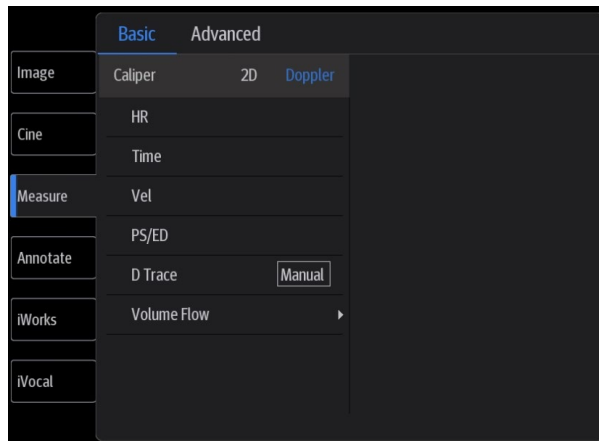 Basic Advanced
Image
Caliper 2D Doppler
HR
Cine
Time
Measure
Vel
PS/ED
Annotate
D Trace Manual
iWorks
Volume Flow
iVocal